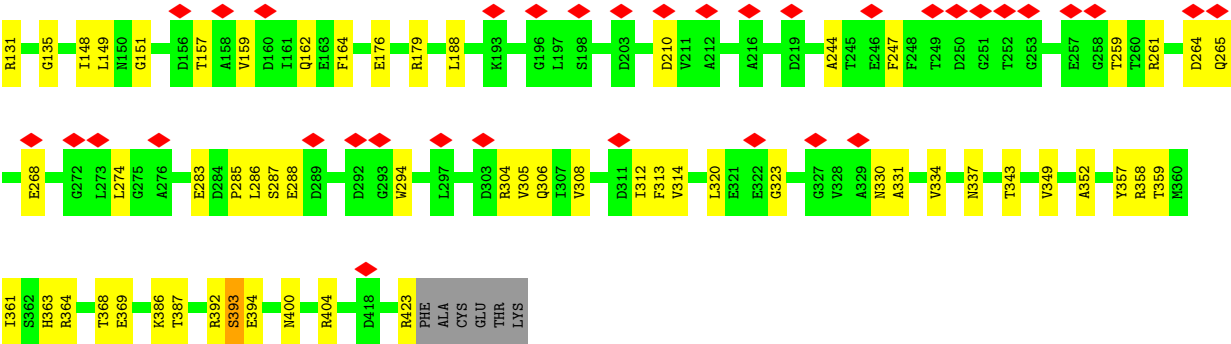 R131 G135 I148 L149 N150 G151 D156 T157 A158 V159 D160 I161 Q162 E163 F164 E176 R179 L188 K193 G196 L197 S198 D203 D210 V211 A212 A216 D219 A244 T245 E246 F247 F248 T249 D250 G251 T252 G253 E257 G258 T259 T260 R261 D264 Q265
E268 G272 L273 L274 G275 A276 E283 D284 P285 L286 S287 E288 D289 D292 G293 W294 L297 D303 R304 V305 Q306 I307 V308 D311 I312 F313 V314 L320 E321 E322 G323 G327 V328 A329 N330 A331 V334 N337 T343 V349 A352 Y357 R358 T359 M360
I361 S362 H363 R364 T368 E369 K386 T387 R392 S393 E394 N400 R404 D418 R423 PHE ALA CYS GLU THR LYS